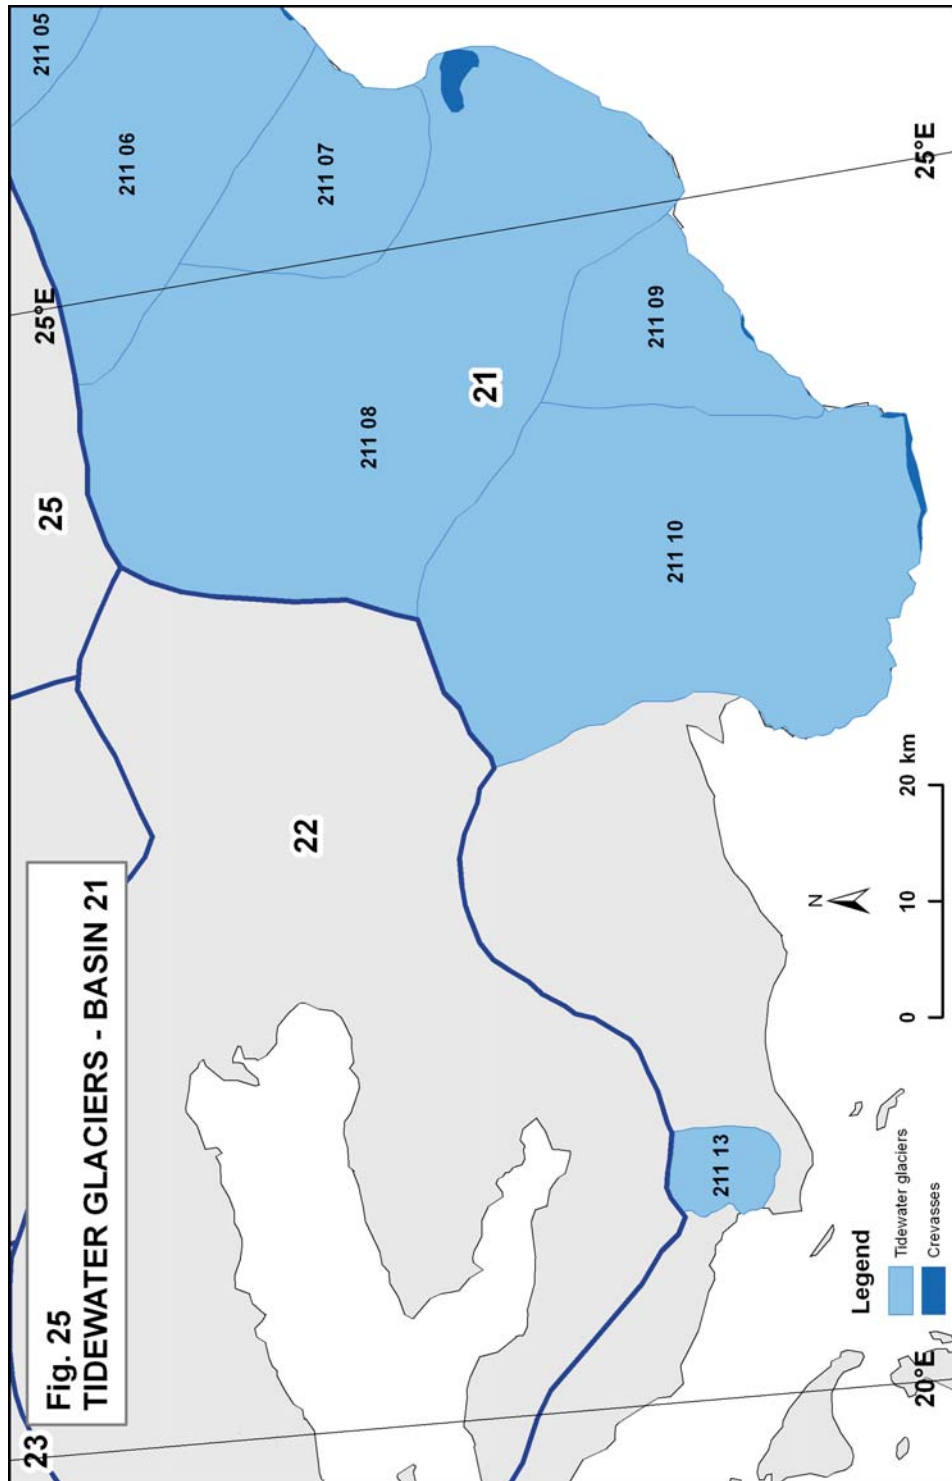 Fig. 25
TIDEWATER GLACIERS - BASIN 21
23
25
25°E
211 05
211 06
211 07
211 08
21
22
211 09
211 10
211 13
25°E
20°E
N
0 10 20 km
Legend
Tidewater glaciers
Crevasses